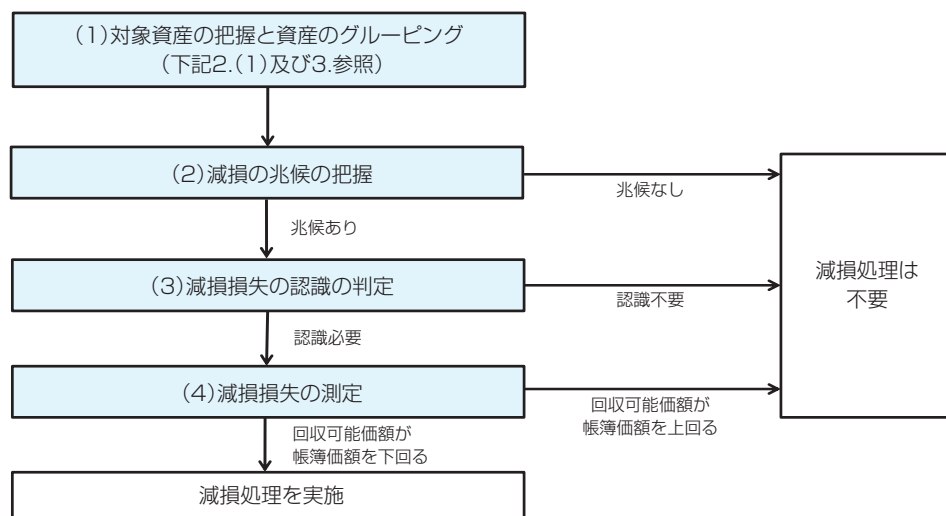 (1)対象資産の把握と資産のグルーピング
(下記2.(1)及び3.参照)
(2)減損の兆候の把握
兆候なし
兆候あり
(3)減損損失の認識の判定
認識不要
減損処理は
不要
認識必要
(4)減損損失の測定
回収可能価額が
帳簿価額を上回る
回収可能価額が
帳簿価額を下回る
減損処理を実施